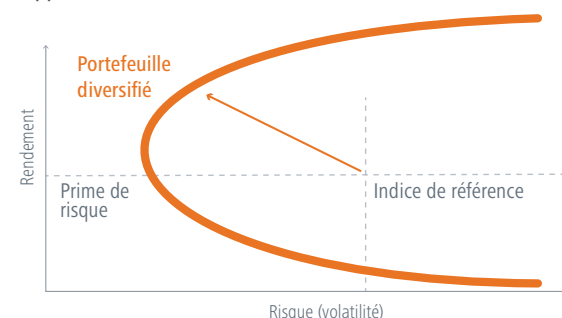 Portefeuille
diversifié
Rendement
Prime de
risque
Indice de référence
Risque (volatilité)